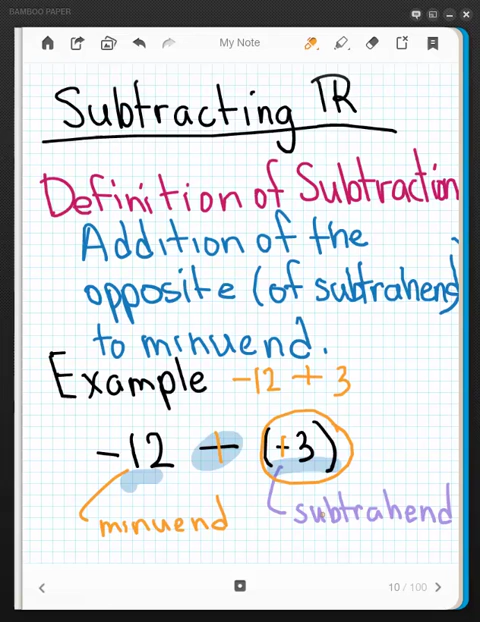 BAMBOO PAPER
My Note
Subtracting ℝ
Definition of Subtraction
Addition of the
opposite (of subtrahend)
to minuend.
Example -12 + 3
-12 + (+3)
minuend
subtrahend
10 / 100